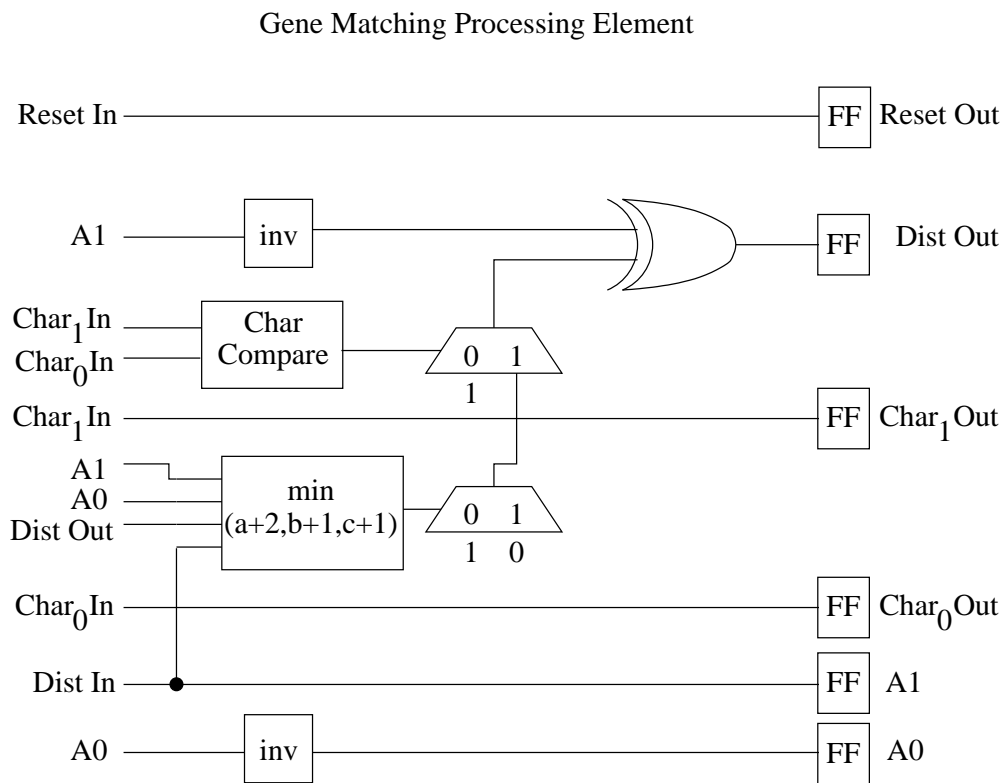 Gene Matching Processing Element
Reset In
FF
Reset Out
A1
inv
FF
Dist Out
Char1In
Char0In
Char
Compare
0 1
1
Char1In
FF
Char1Out
A1
A0
Dist Out
min
(a+2,b+1,c+1)
0 1
1 0
Char0In
FF
Char0Out
Dist In
FF
A1
A0
inv
FF
A0